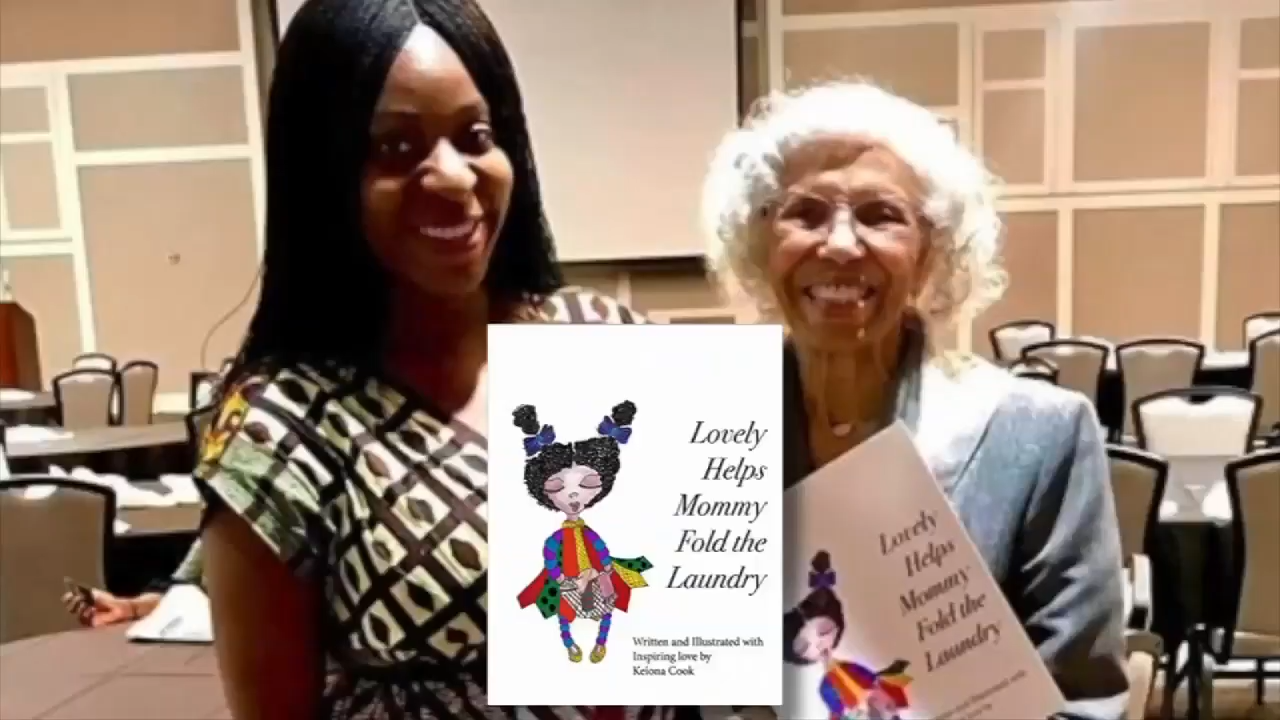 Lovely
Helps
Mommy
Fold the
Laundry
Written and Illustrated with
Inspiring love by
Keiona Cook
Lovely
Helps
Mommy
Fold the
Laundry